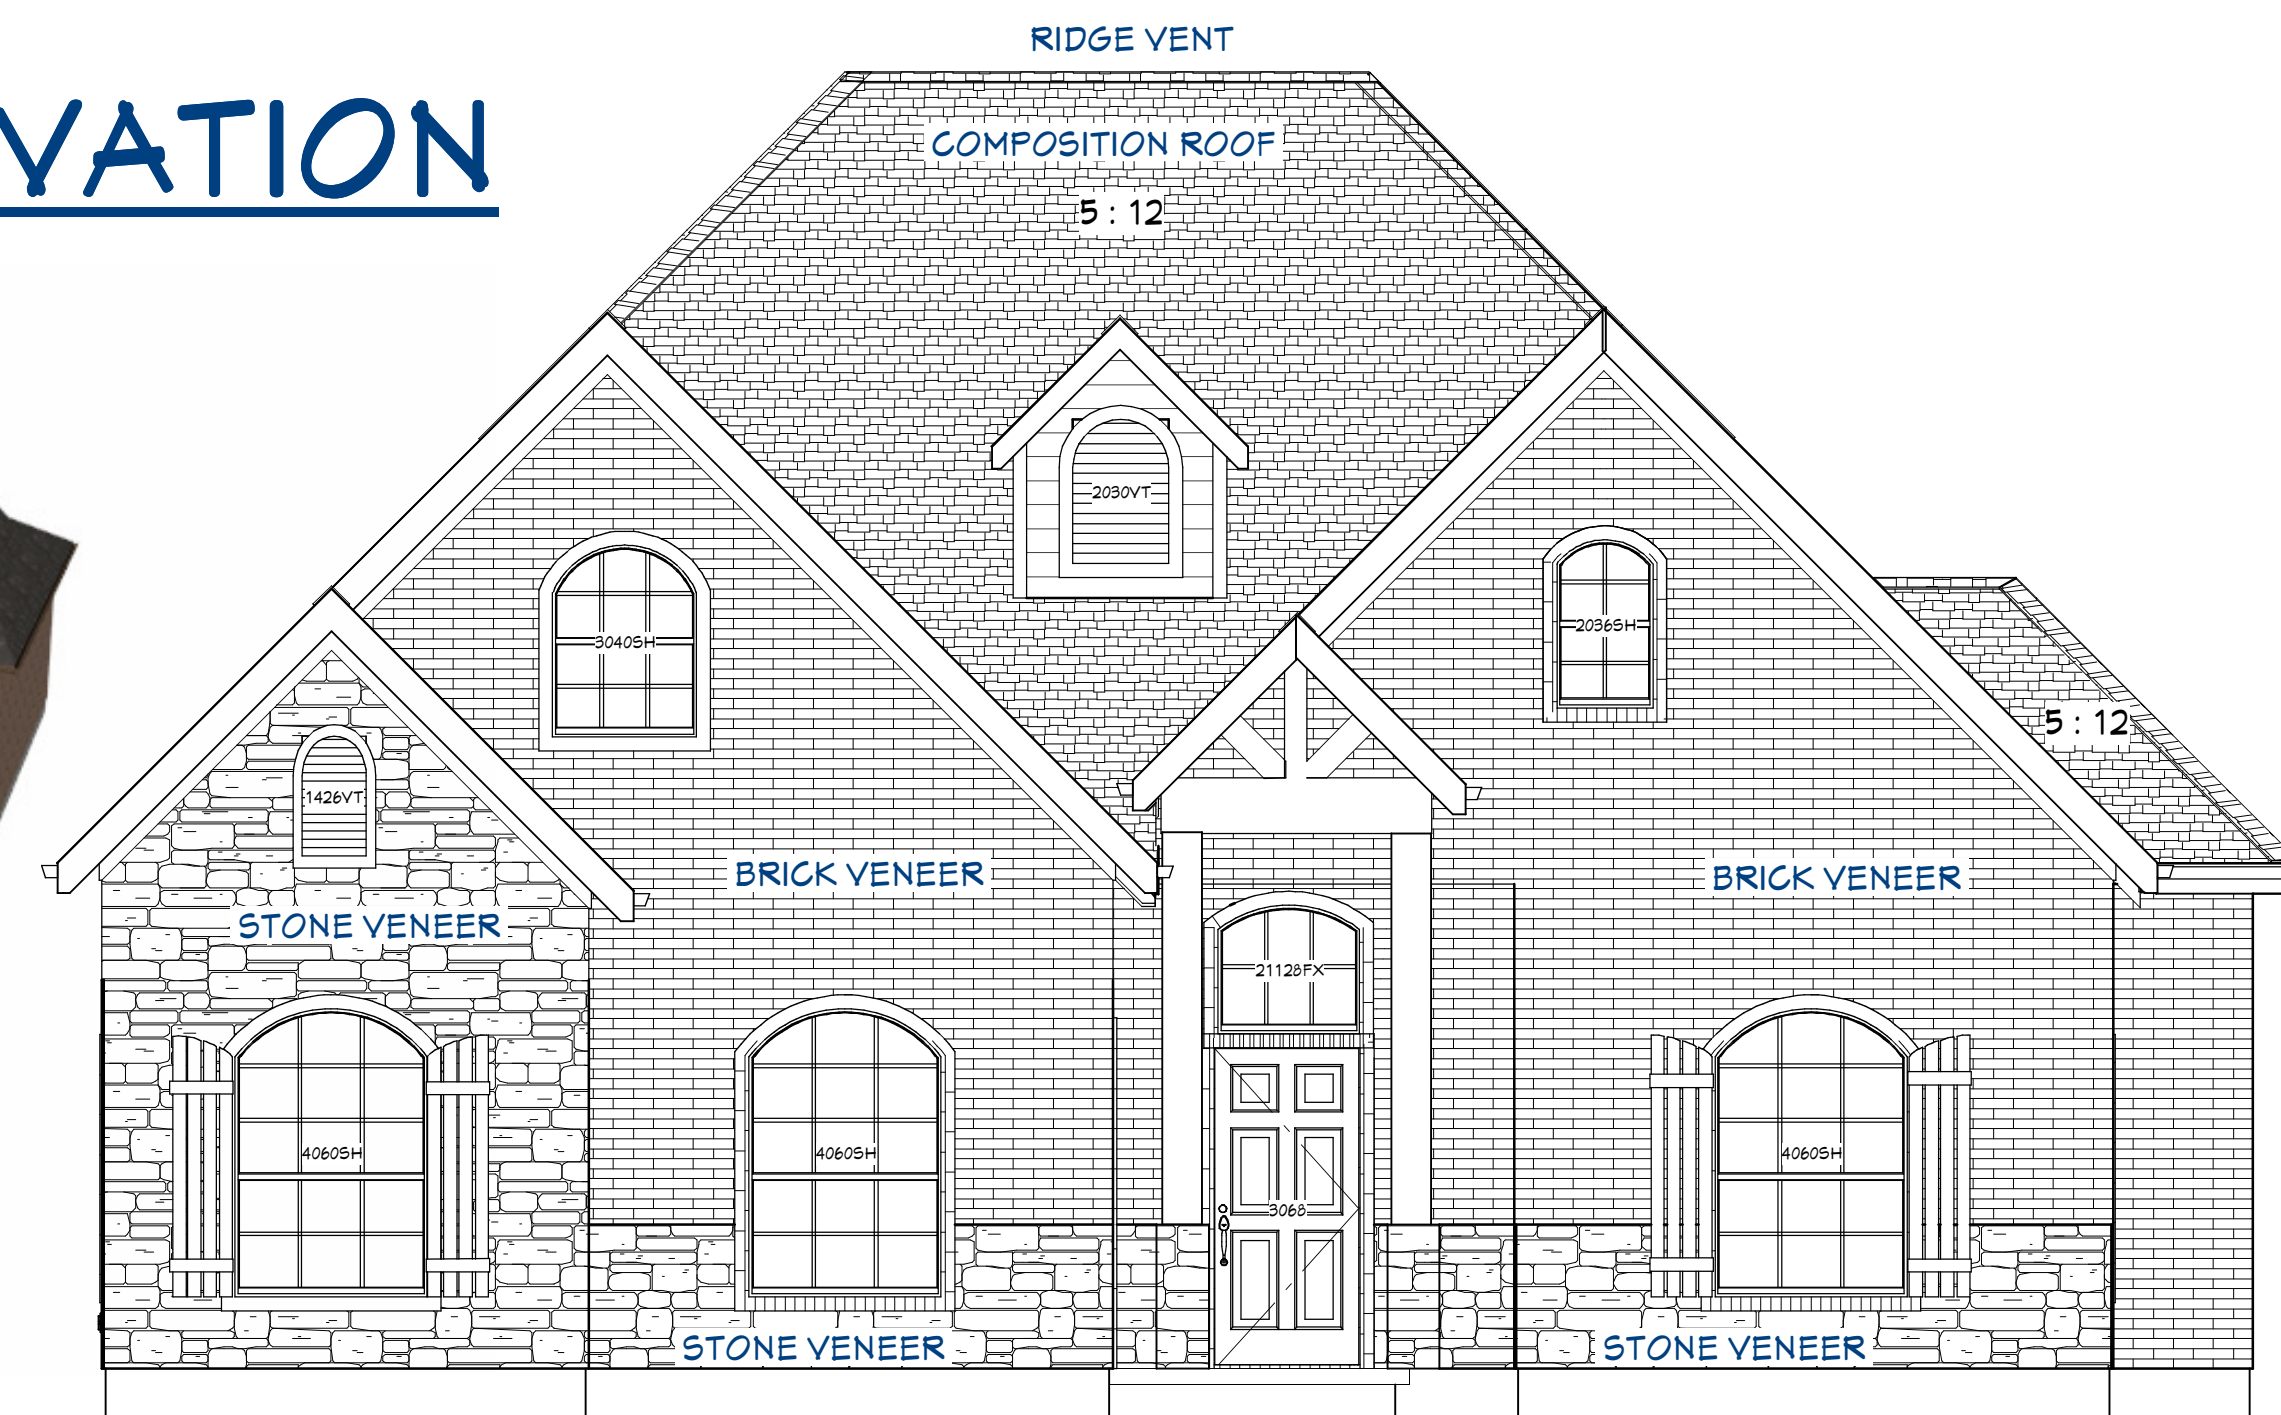 RIDGE VENT
VATION
COMPOSITION ROOF
5 : 12
2030VT
3040SH
2036SH
5 : 12
1426VT
BRICK VENEER
BRICK VENEER
STONE VENEER
21128FX
4060SH
4060SH
4060SH
3068
STONE VENEER
STONE VENEER